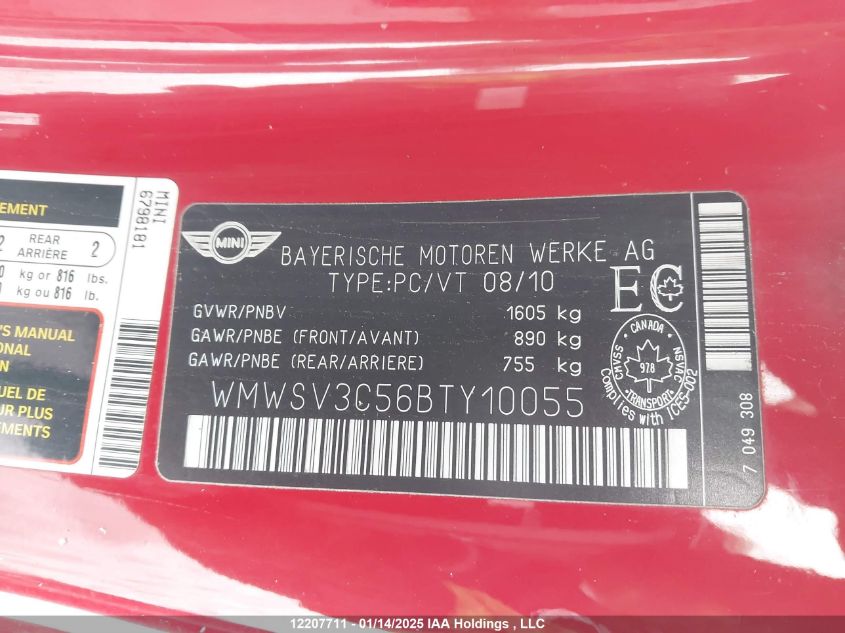 EMENT
2 REAR ARRIÈRE 2
kg or 816 lbs.
kg ou 816 lb.
'S MANUAL
ONAL
N
UEL DE
UR PLUS
EMENTS
MINI
6798181
MINI
BAYERISCHE MOTOREN WERKE AG
TYPE:PC/VT 08/10
EC
GVWR/PNBV 1605 kg
GAWR/PNBE (FRONT/AVANT) 890 kg
GAWR/PNBE (REAR/ARRIERE) 755 kg
WMWSV3C56BTY10055
CANADA
CMVSS
NSVAC
978
TRANSPORT
Complies with ICES-002
7 049 308
12207711 - 01/14/2025 IAA Holdings , LLC